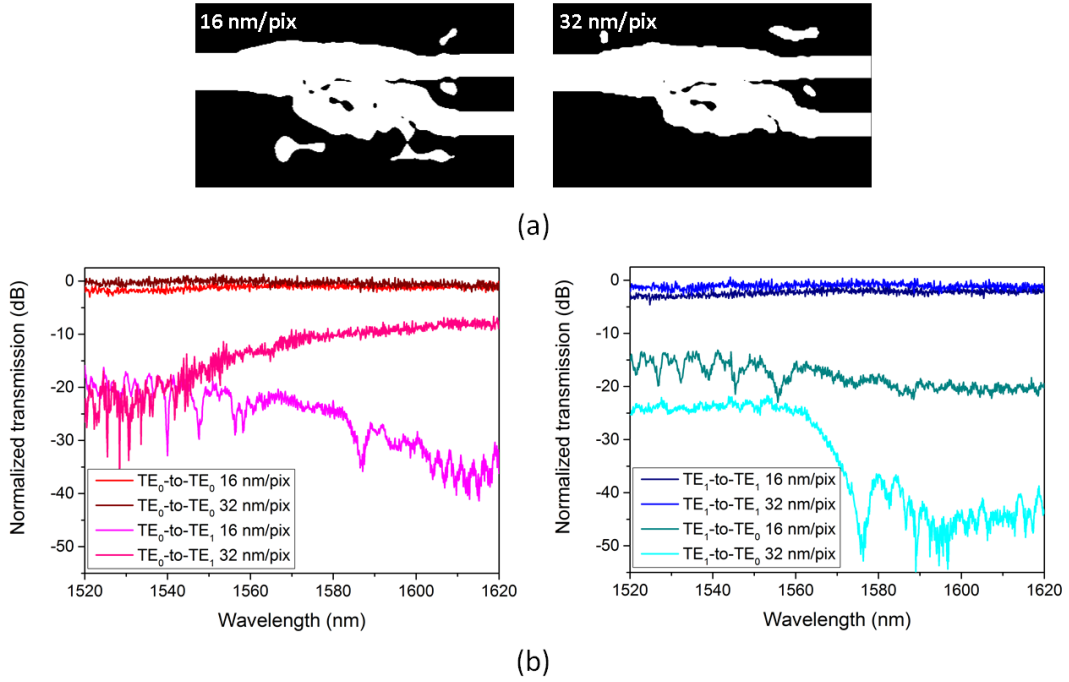 16 nm/pix
32 nm/pix
(a)
Normalized transmission (dB)
0
-10
-20
-30
-40
-50
TE₀-to-TE₀ 16 nm/pix
TE₀-to-TE₀ 32 nm/pix
TE₀-to-TE₁ 16 nm/pix
TE₀-to-TE₁ 32 nm/pix
1520 1540 1560 1580 1600 1620
Wavelength (nm)
Normalized transmission (dB)
0
-10
-20
-30
-40
-50
TE₁-to-TE₁ 16 nm/pix
TE₁-to-TE₁ 32 nm/pix
TE₁-to-TE₀ 16 nm/pix
TE₁-to-TE₀ 32 nm/pix
1520 1540 1560 1580 1600 1620
Wavelength (nm)
(b)